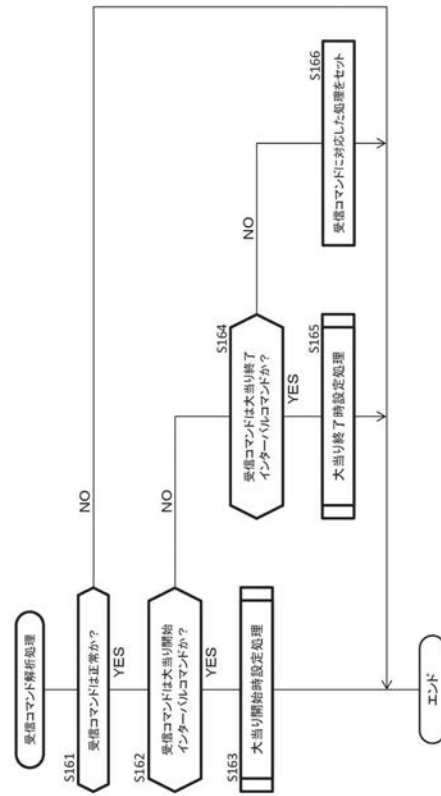 受信コマンド解析処理
S161
受信コマンドは正常か?
NO
YES
S162
受信コマンドは大当り開始
インターバルコマンドか?
NO
YES
S163
大当り開始時設定処理
S164
受信コマンドは大当り終了
インターバルコマンドか?
NO
YES
S165
大当り終了時設定処理
S166
受信コマンドに対応した処理をセット
エンド